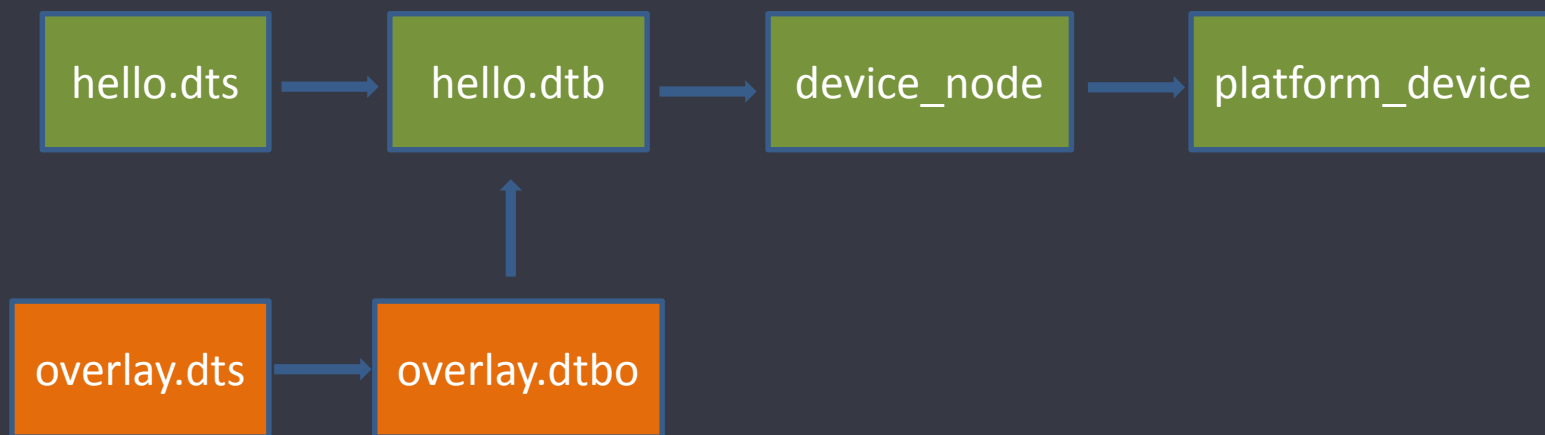 hello.dts
hello.dtb
device_node
platform_device
overlay.dts
overlay.dtbo